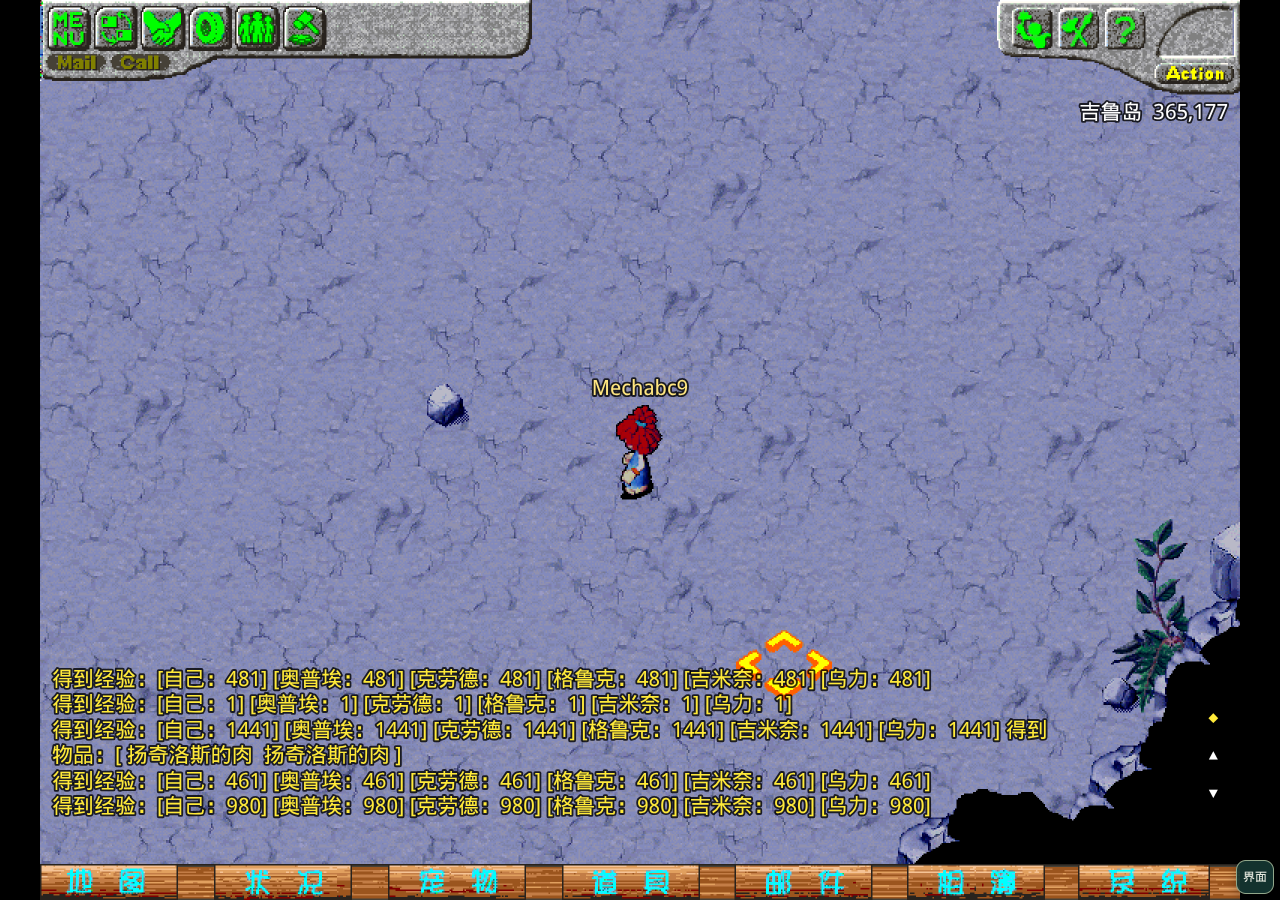 ME
NU
Mail Call
Action
吉鲁岛 365,177
Mechabc9
得到经验：[自己：481] [奥普埃：481] [克劳德：481] [格鲁克：481] [吉米奈：481] [乌力：481]
得到经验：[自己：1] [奥普埃：1] [克劳德：1] [格鲁克：1] [吉米奈：1] [乌力：1]
得到经验：[自己：1441] [奥普埃：1441] [克劳德：1441] [格鲁克：1441] [吉米奈：1441] [乌力：1441] 得到
物品：[ 扬奇洛斯的肉 扬奇洛斯的肉 ]
得到经验：[自己：461] [奥普埃：461] [克劳德：461] [格鲁克：461] [吉米奈：461] [乌力：461]
得到经验：[自己：980] [奥普埃：980] [克劳德：980] [格鲁克：980] [吉米奈：980] [乌力：980]
地图 状况 宠物 道具 邮件 相簿 系统
界面